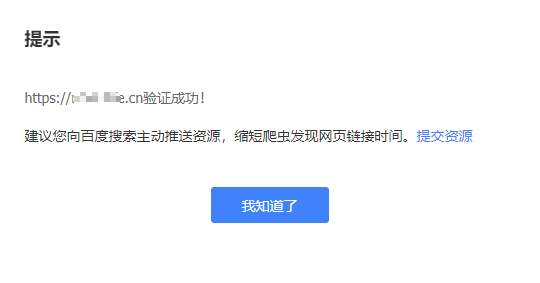 提示
https://e.cn验证成功！
建议您向百度搜索主动推送资源，缩短爬虫发现网页链接时间。提交资源
我知道了